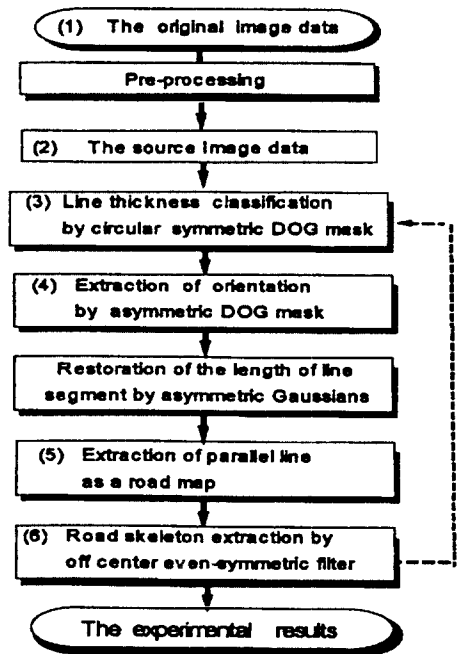 (1) The original image data
Pre-processing
(2) The source image data
(3) Line thickness classification
by circular symmetric DOG mask
(4) Extraction of orientation
by asymmetric DOG mask
Restoration of the length of line
segment by asymmetric Gaussians
(5) Extraction of parallel line
as a road map
(6) Road skeleton extraction by
off center even-symmetric filter
The experimental results